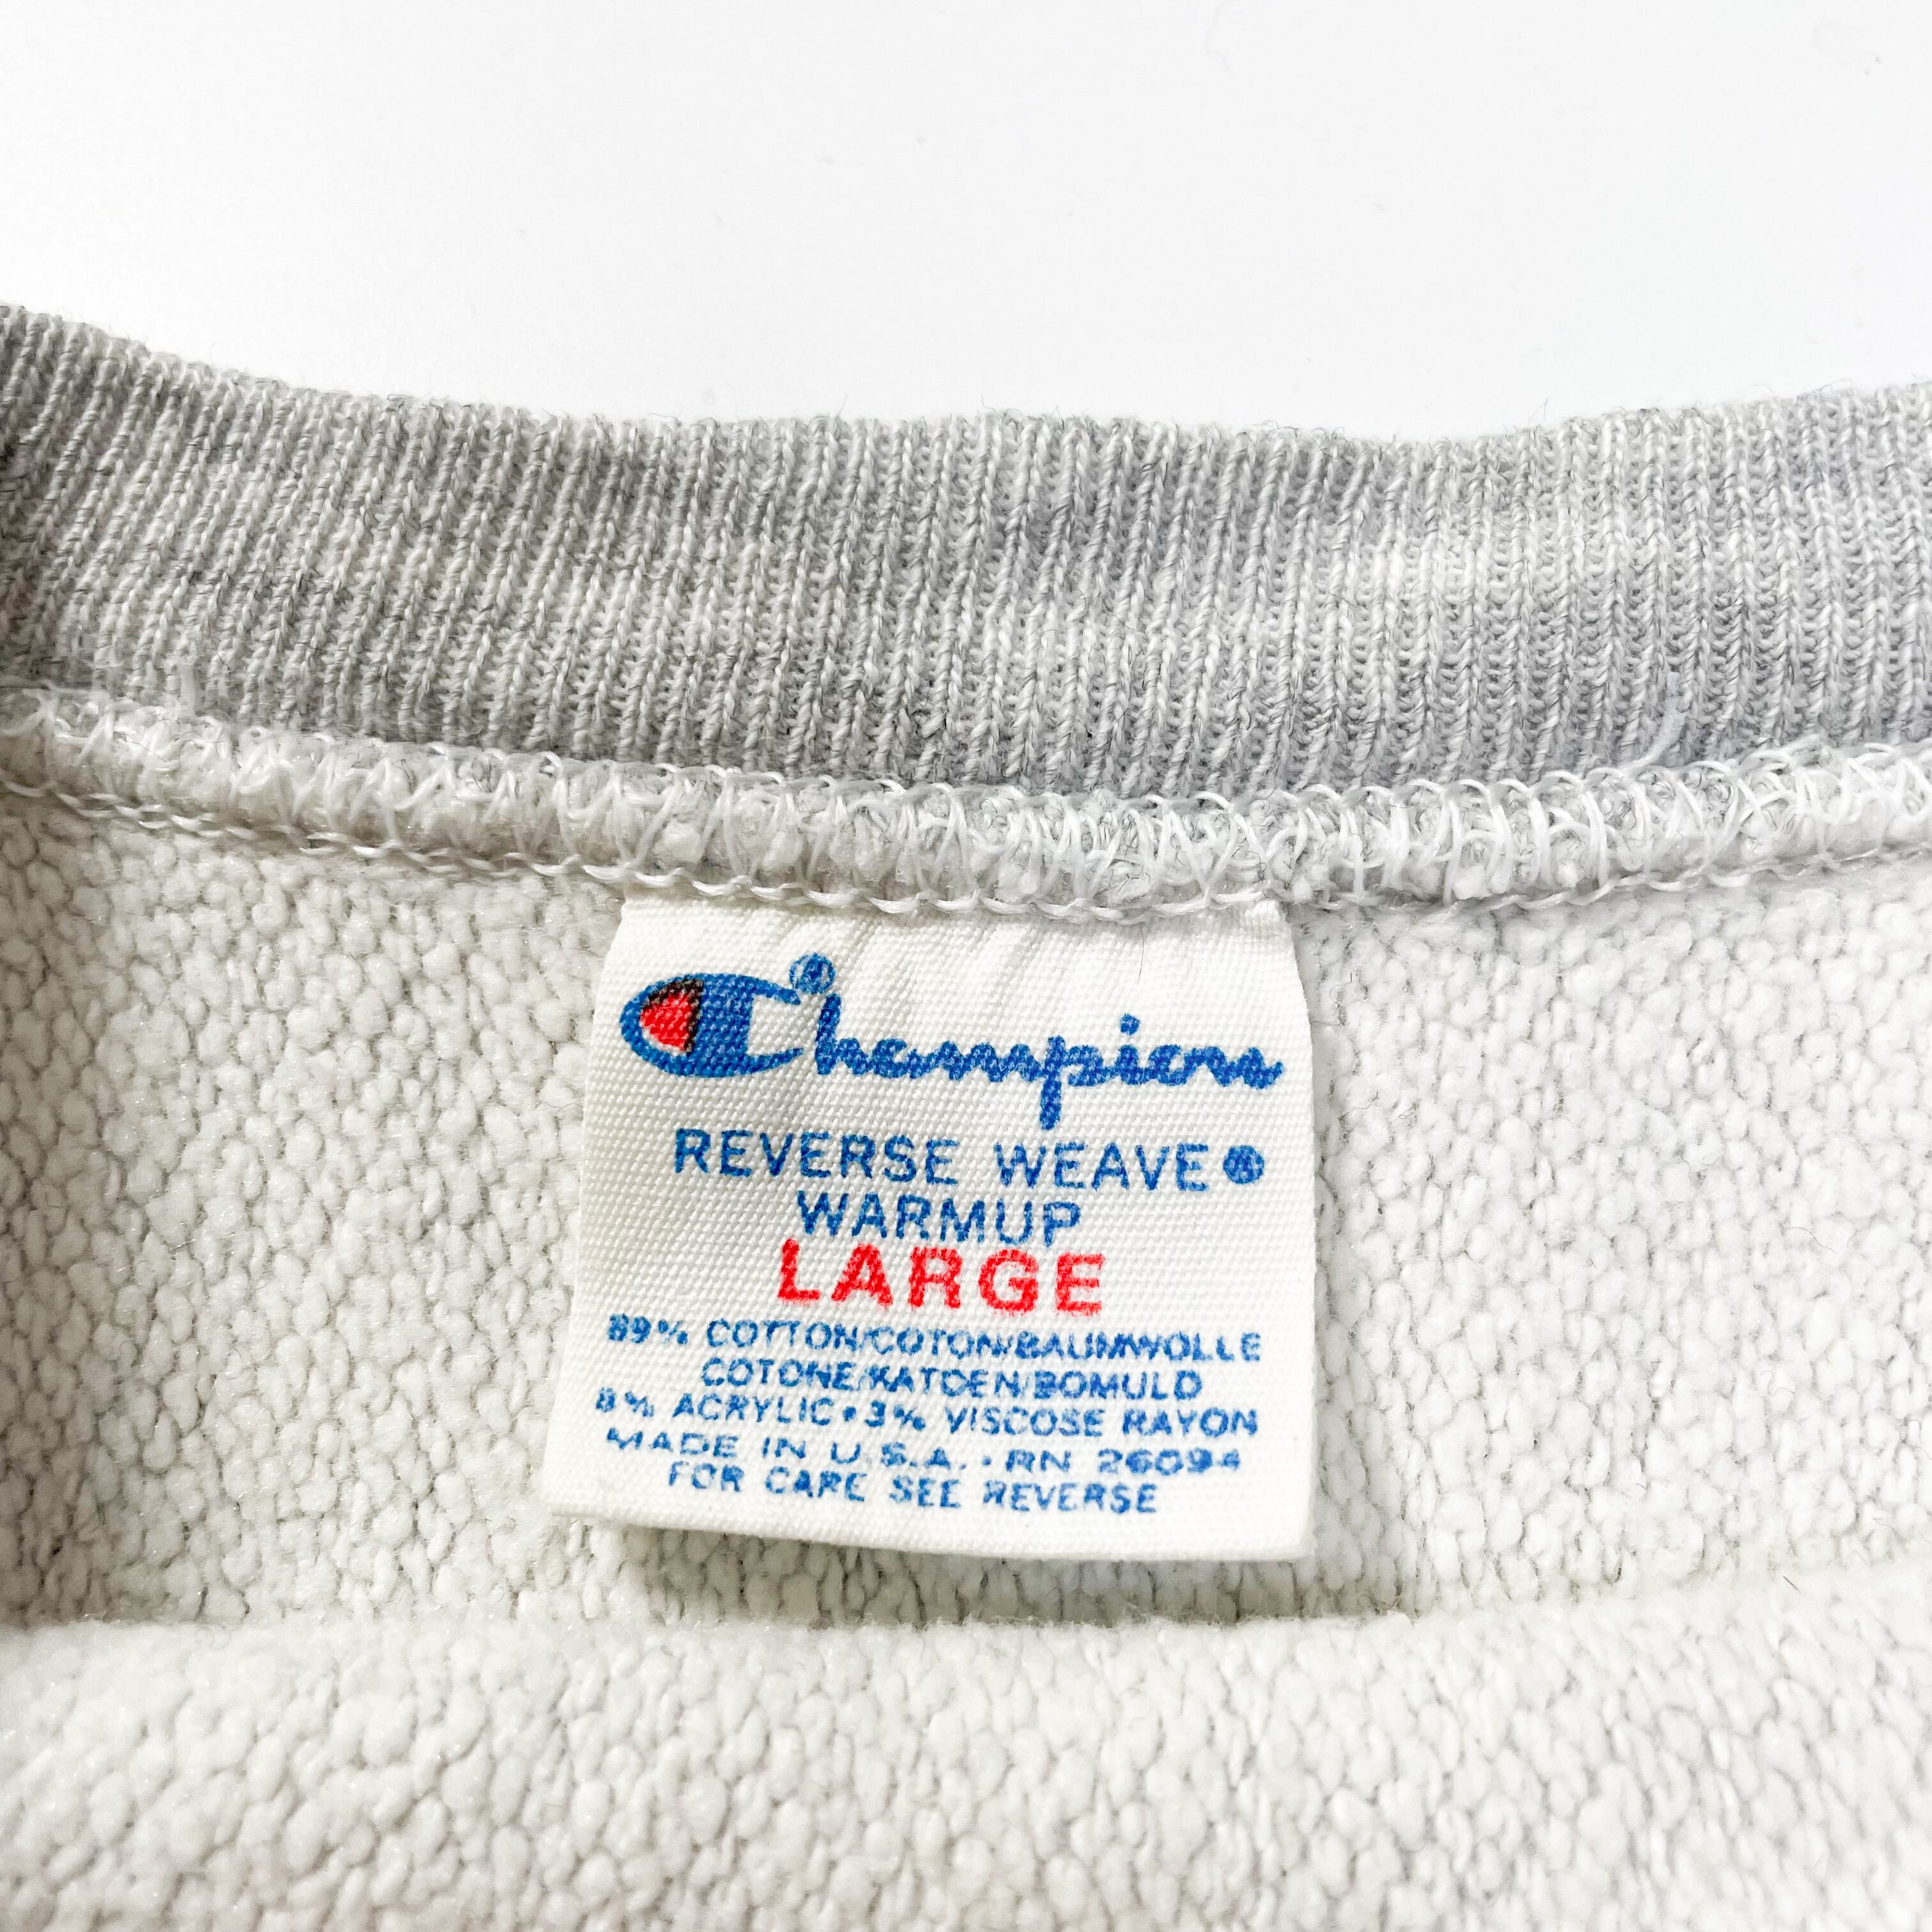 Champion®
REVERSE WEAVE®
WARMUP
LARGE
89% COTTON/COTON/BAUMWOLLE
COTONE/KATOEN/BOMULD
8% ACRYLIC • 3% VISCOSE RAYON
MADE IN U.S.A. • RN 26094
FOR CARE SEE REVERSE